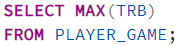 SELECT MAX(TRB)
FROM PLAYER_GAME;